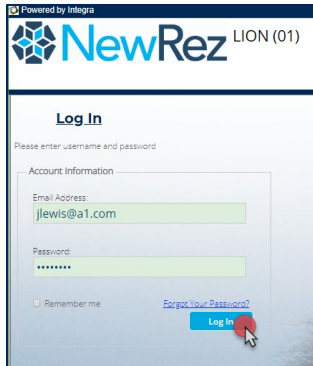 Powered by Integra
NewRez LION (01)
Log In
Please enter username and password
Account Information
Email Address:
jlewis@a1.com
Password:
••••••••
Remember me
Forgot Your Password?
Log In